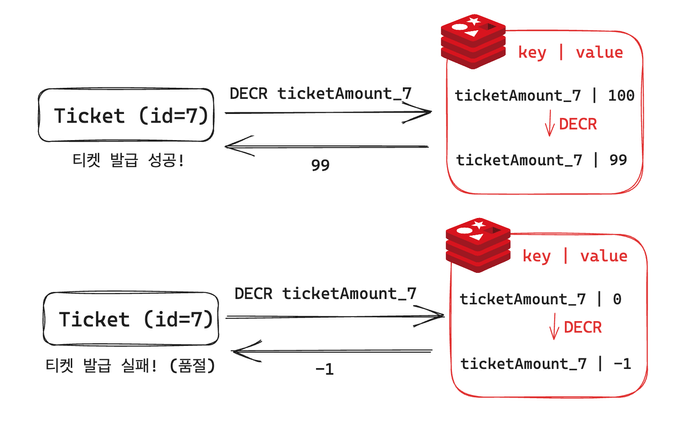 key | value
DECR ticketAmount_7
ticketAmount_7 | 100
Ticket (id=7)
DECR
티켓 발급 성공!
99
ticketAmount_7 | 99
key | value
DECR ticketAmount_7
ticketAmount_7 | 0
Ticket (id=7)
DECR
티켓 발급 실패! (품절)
-1
ticketAmount_7 | -1